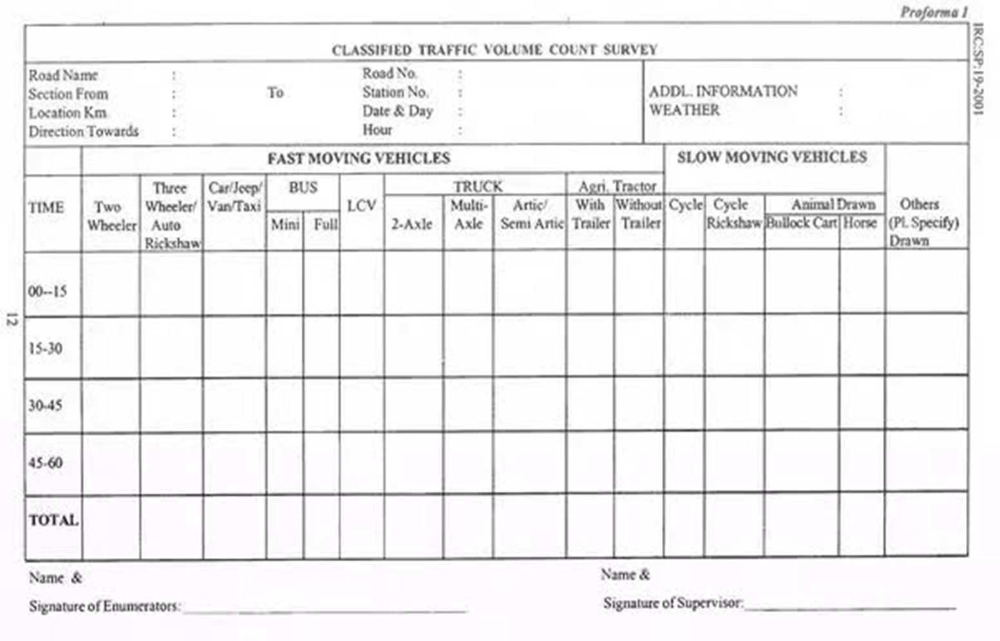 Proforma 1
IRC:SP:19-2001
CLASSIFIED TRAFFIC VOLUME COUNT SURVEY
Road Name :
Section From : To
Location Km :
Direction Towards :
Road No. :
Station No. :
Date & Day :
Hour :
ADDL. INFORMATION :
WEATHER :
TIME
FAST MOVING VEHICLES
SLOW MOVING VEHICLES
Two
Wheeler
Three
Wheeler/
Auto
Rickshaw
Car/Jeep/
Van/Taxi
BUS
Mini Full
LCV
TRUCK
2-Axle
Multi-
Axle
Artic/
Semi Artic
Agri. Tractor
With
Trailer
Without
Trailer
Cycle
Cycle
Rickshaw
Animal Drawn
Bullock Cart Horse
Others
(Pl. Specify)
Drawn
00--15
15-30
30-45
45-60
TOTAL
12
Name &
Signature of Enumerators:
Name &
Signature of Supervisor: